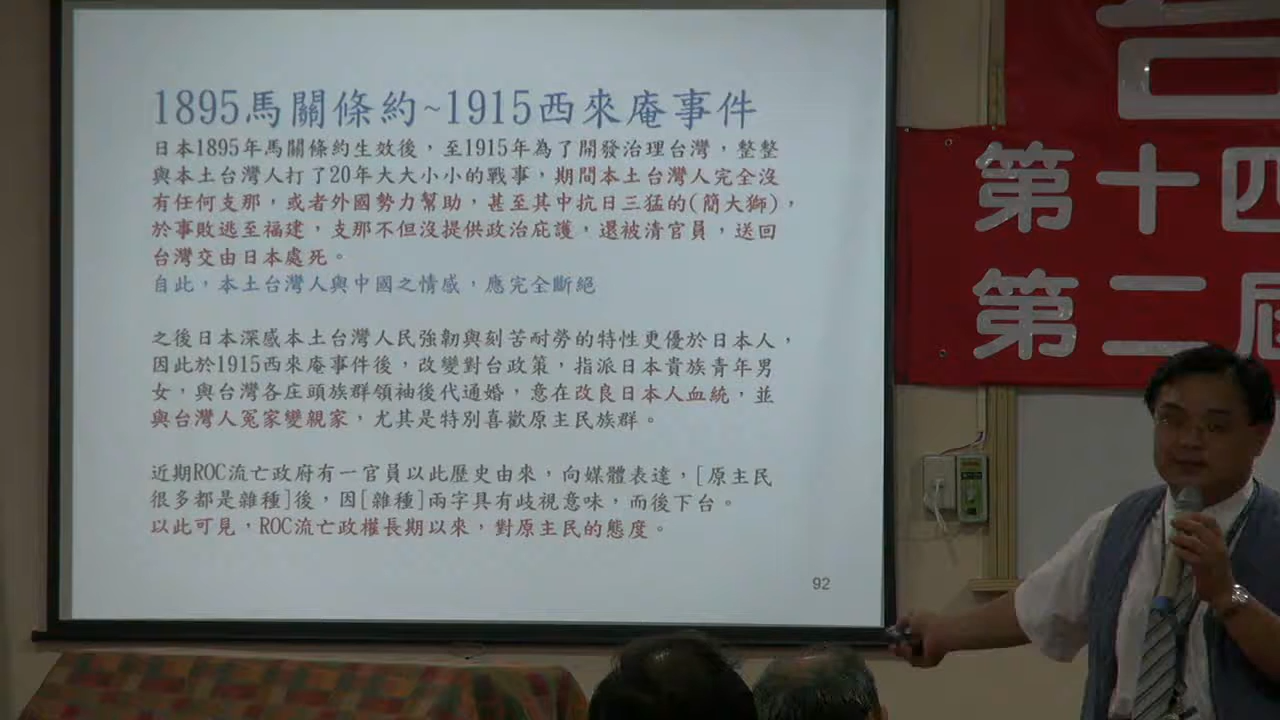 1895馬關條約~1915西來庵事件
日本1895年馬關條約生效後，至1915年為了開發治理台灣，整整
與本土台灣人打了20年大大小小的戰事，期間本土台灣人完全沒
有任何支那，或者外國勢力幫助，甚至其中抗日三猛的(簡大獅)，
於事敗逃至福建，支那不但沒提供政治庇護，還被清官員，送回
台灣交由日本處死。
自此，本土台灣人與中國之情感，應完全斷絕
之後日本深感本土台灣人民強韌與刻苦耐勞的特性更優於日本人，
因此於1915西來庵事件後，改變對台政策，指派日本貴族青年男
女，與台灣各庄頭族群領袖後代通婚，意在改良日本人血統，並
與台灣人冤家變親家，尤其是特別喜歡原主民族群。
近期ROC流亡政府有一官員以此歷史由來，向媒體表達，[原主民
很多都是雜種]後，因[雜種]兩字具有歧視意味，而後下台。
以此可見，ROC流亡政權長期以來，對原主民的態度。
92
台
第十四
第二屆